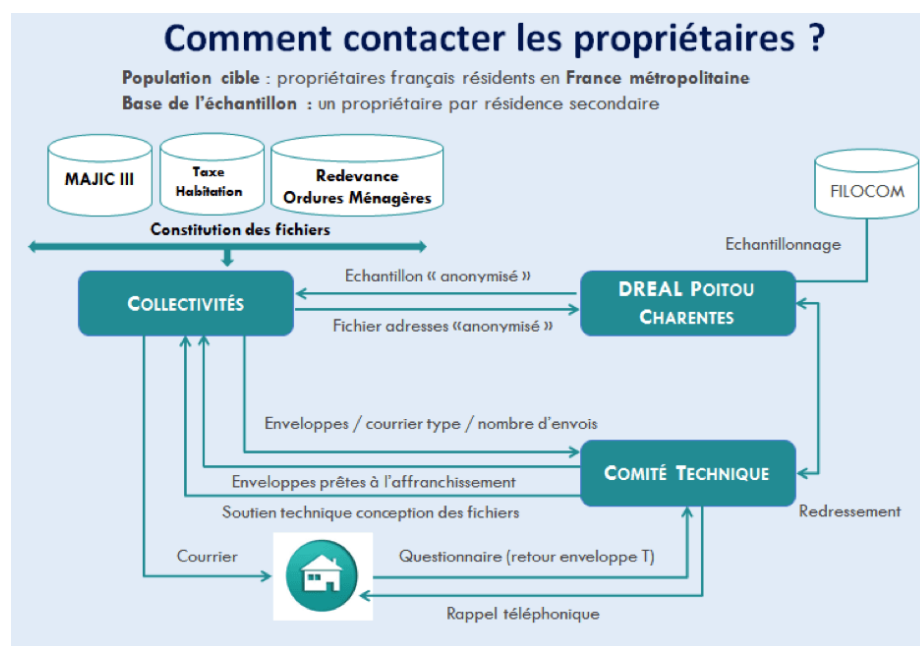 Comment contacter les propriétaires ?
Population cible : propriétaires français résidents en France métropolitaine
Base de l'échantillon : un propriétaire par résidence secondaire
MAJIC III
Taxe
Habitation
Redevance
Ordures Ménagères
FILOCOM
Constitution des fichiers
Echantillonnage
COLLECTIVITÉS
Echantillon « anonymisé »
Fichier adresses «anonymisé »
DREAL POITOU
CHARENTES
Enveloppes / courrier type / nombre d'envois
COMITÉ TECHNIQUE
Enveloppes prêtes à l'affranchissement
Soutien technique conception des fichiers
Redressement
Courrier
Questionnaire (retour enveloppe T)
Rappel téléphonique